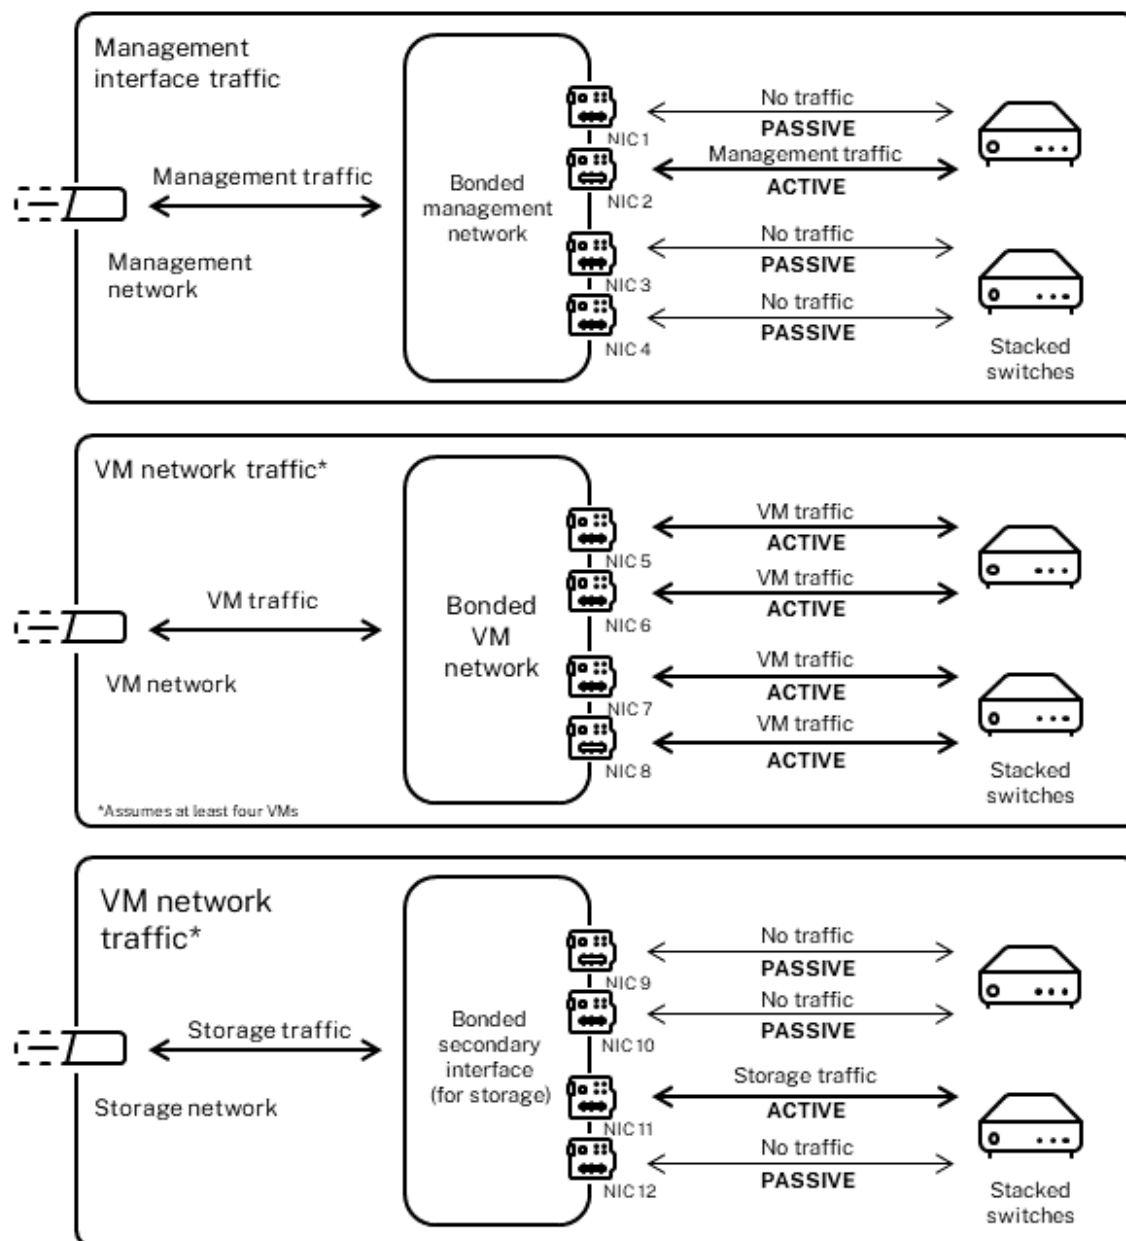 Management
interface traffic
No traffic
PASSIVE
NIC 1
Management traffic
ACTIVE
NIC 2
Management traffic
Bonded
management
network
No traffic
PASSIVE
NIC 3
Management
network
No traffic
PASSIVE
NIC 4
Stacked
switches
VM network traffic*
VM traffic
ACTIVE
NIC 5
VM traffic
ACTIVE
NIC 6
VM traffic
Bonded
VM
network
VM network
VM traffic
ACTIVE
NIC 7
VM traffic
ACTIVE
NIC 8
Stacked
switches
*Assumes at least four VMs
VM network
traffic*
No traffic
PASSIVE
NIC 9
No traffic
PASSIVE
NIC 10
Storage traffic
Bonded
secondary
interface
(for storage)
Storage network
Storage traffic
ACTIVE
NIC 11
No traffic
PASSIVE
NIC 12
Stacked
switches